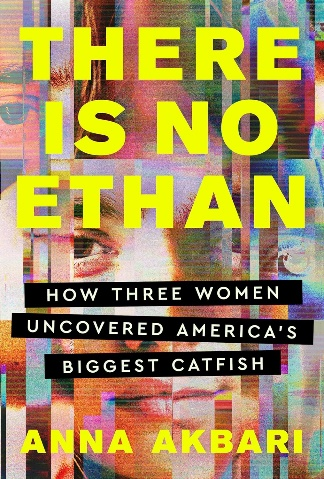 THERE
IS NO
ETHAN
HOW THREE WOMEN
UNCOVERED AMERICA'S
BIGGEST CATFISH
ANNA AKBARI